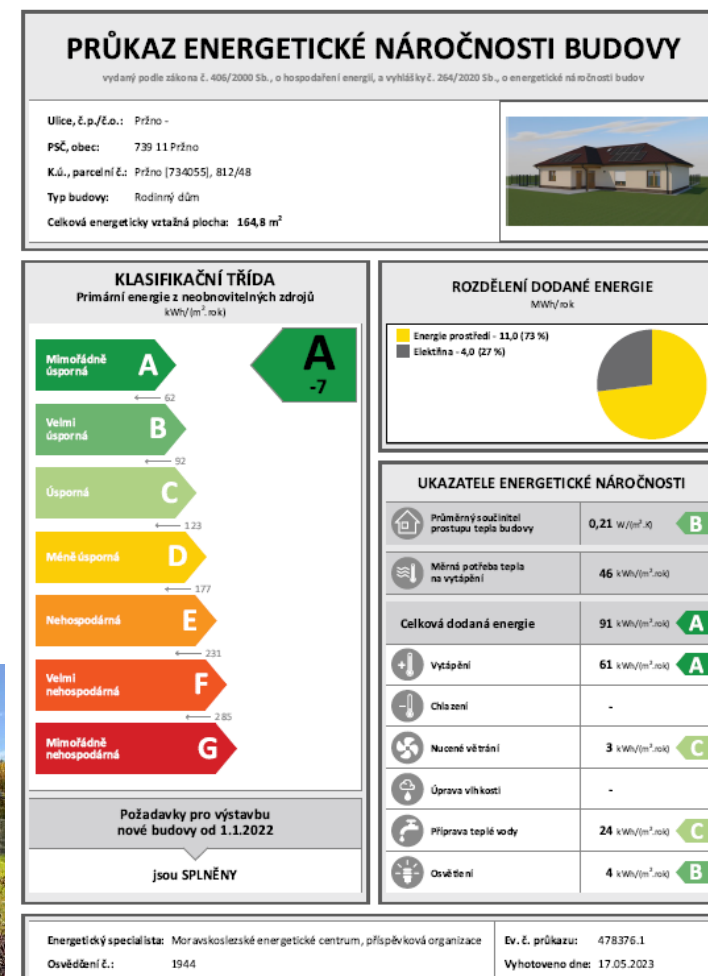 PRŮKAZ ENERGETICKÉ NÁROČNOSTI BUDOVY
vydaný podle zákona č. 406/2000 Sb., o hospodaření energií, a vyhlášky č. 264/2020 Sb., o energetické náročnosti budov
Ulice, č.p./č.o.: Pržno -
PSČ, obec: 739 11 Pržno
K.ú., parcelní č.: Pržno [734055], 812/48
Typ budovy: Rodinný dům
Celková energeticky vztažná plocha: 164,8 m²
KLASIFIKAČNÍ TŘÍDA
Primární energie z neobnovitelných zdrojů
kWh/(m².rok)
Mimořádně úsporná A
A
-7
62
Velmi úsporná B
92
Úsporná C
123
Méně úsporná D
177
Nehospodárná E
231
Velmi nehospodárná F
285
Mimořádně nehospodárná G
Požadavky pro výstavbu
nové budovy od 1.1.2022
jsou SPLNĚNY
ROZDĚLENÍ DODANÉ ENERGIE
MWh/rok
Energie prostředí - 11,0 (73 %)
Elektřina - 4,0 (27 %)
UKAZATELE ENERGETICKÉ NÁROČNOSTI
Průměrný součinitel prostupu tepla budovy 0,21 W/(m².K) B
Měrná potřeba tepla na vytápění 46 kWh/(m².rok)
Celková dodaná energie 91 kWh/(m².rok) A
Vytápění 61 kWh/(m².rok) A
Chlazení -
Nucené větrání 3 kWh/(m².rok) C
Úprava vlhkosti -
Příprava teplé vody 24 kWh/(m².rok) C
Osvětlení 4 kWh/(m².rok) B
Energetický specialista: Moravskoslezské energetické centrum, příspěvková organizace
Osvědčení č.: 1944
Ev. č. průkazu: 478376.1
Vyhotoveno dne: 17.05.2023